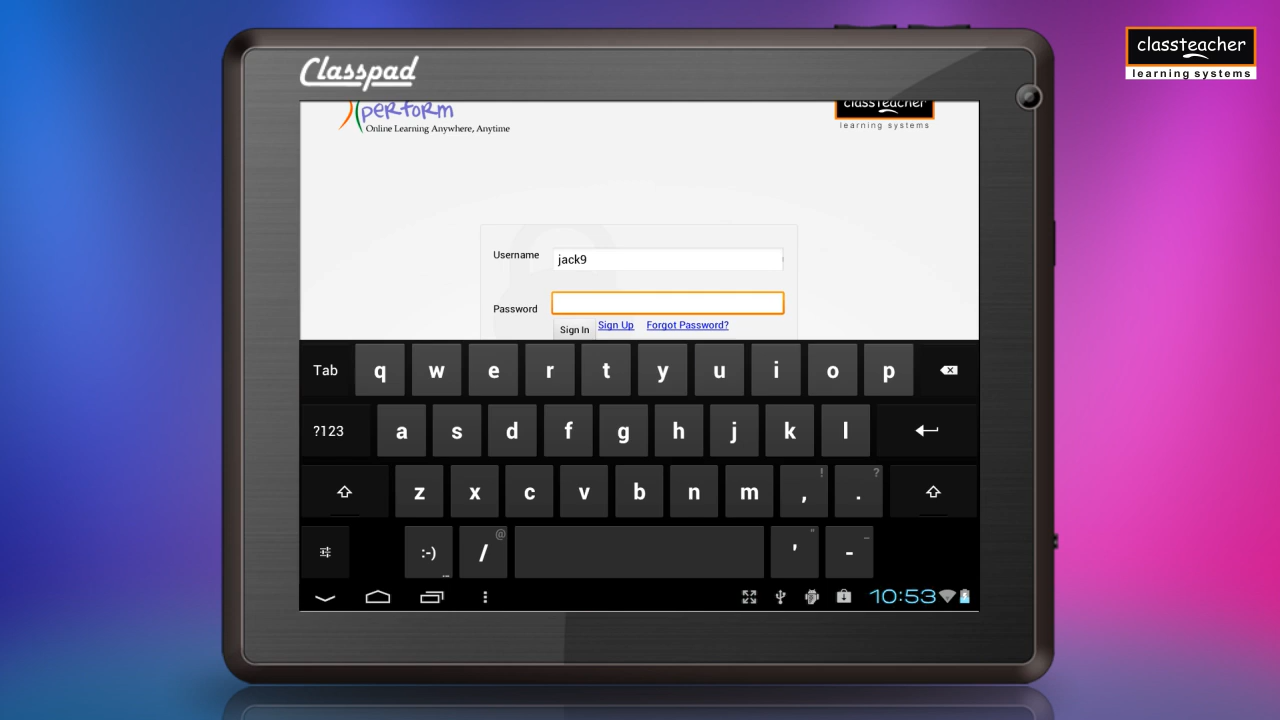 classteacher
learning systems
Classpad
perform
Online Learning Anywhere, Anytime
classteacher
learning systems
Username
jack9
Password
Sign In Sign Up Forgot Password?
Tab q w e r t y u i o p
?123 a s d f g h j k l
z x c v b n m , ! . ?
:-) ... / @ ' " - _
10:53